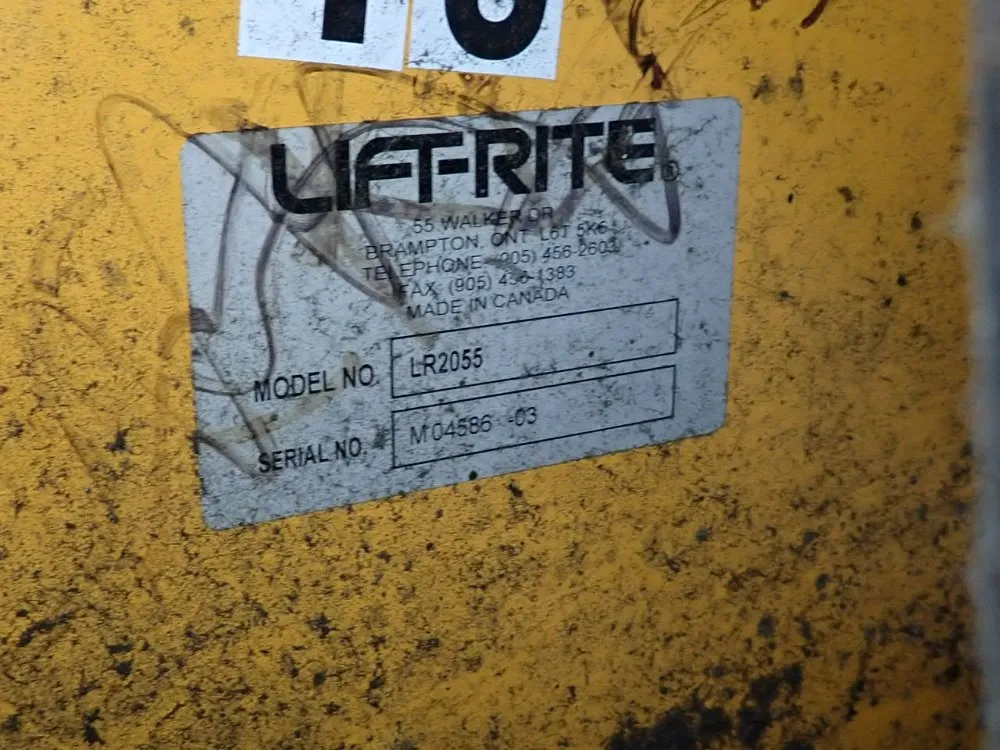 LIFT-RITE®
55 WALKER DR
BRAMPTON, ONT L6T 5K6
TELEPHONE (905) 456-2603
FAX (905) 456-1383
MADE IN CANADA
MODEL NO. LR2055
SERIAL NO. M 04586 -03